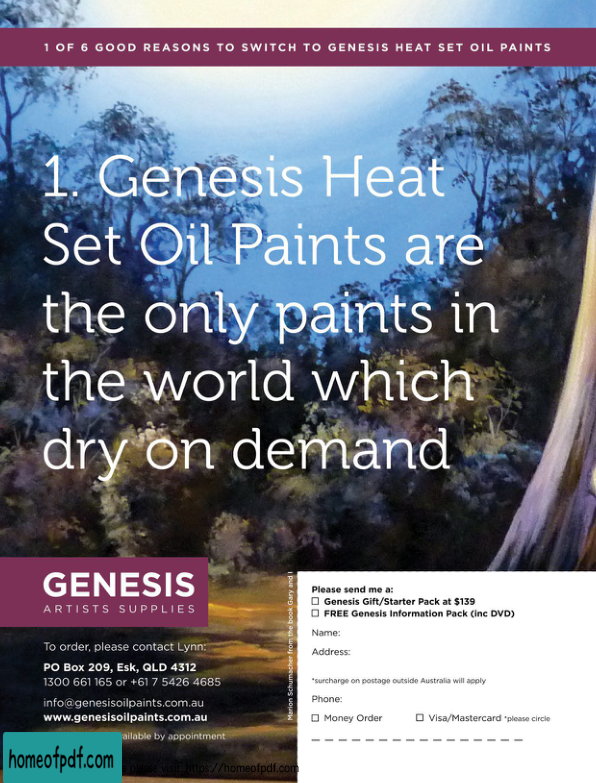 1 OF 6 GOOD REASONS TO SWITCH TO GENESIS HEAT SET OIL PAINTS
1. Genesis Heat
Set Oil Paints are
the only paints in
the world which
dry on demand
GENESIS
ARTISTS SUPPLIES
To order, please contact Lynn:
PO Box 209, Esk, QLD 4312
1300 661 165 or +61 7 5426 4685
info@genesisoilpaints.com.au
www.genesisoilpaints.com.au
by appointment
Marion Schumacher from the book Gary and I
Please send me a:
Genesis Gift/Starter Pack at $139
FREE Genesis Information Pack (inc DVD)
Name:
Address:
*surcharge on postage outside Australia will apply
Phone:
Money Order Visa/Mastercard *please circle
homeofpdf.com
please visit https://homeofpdf.com